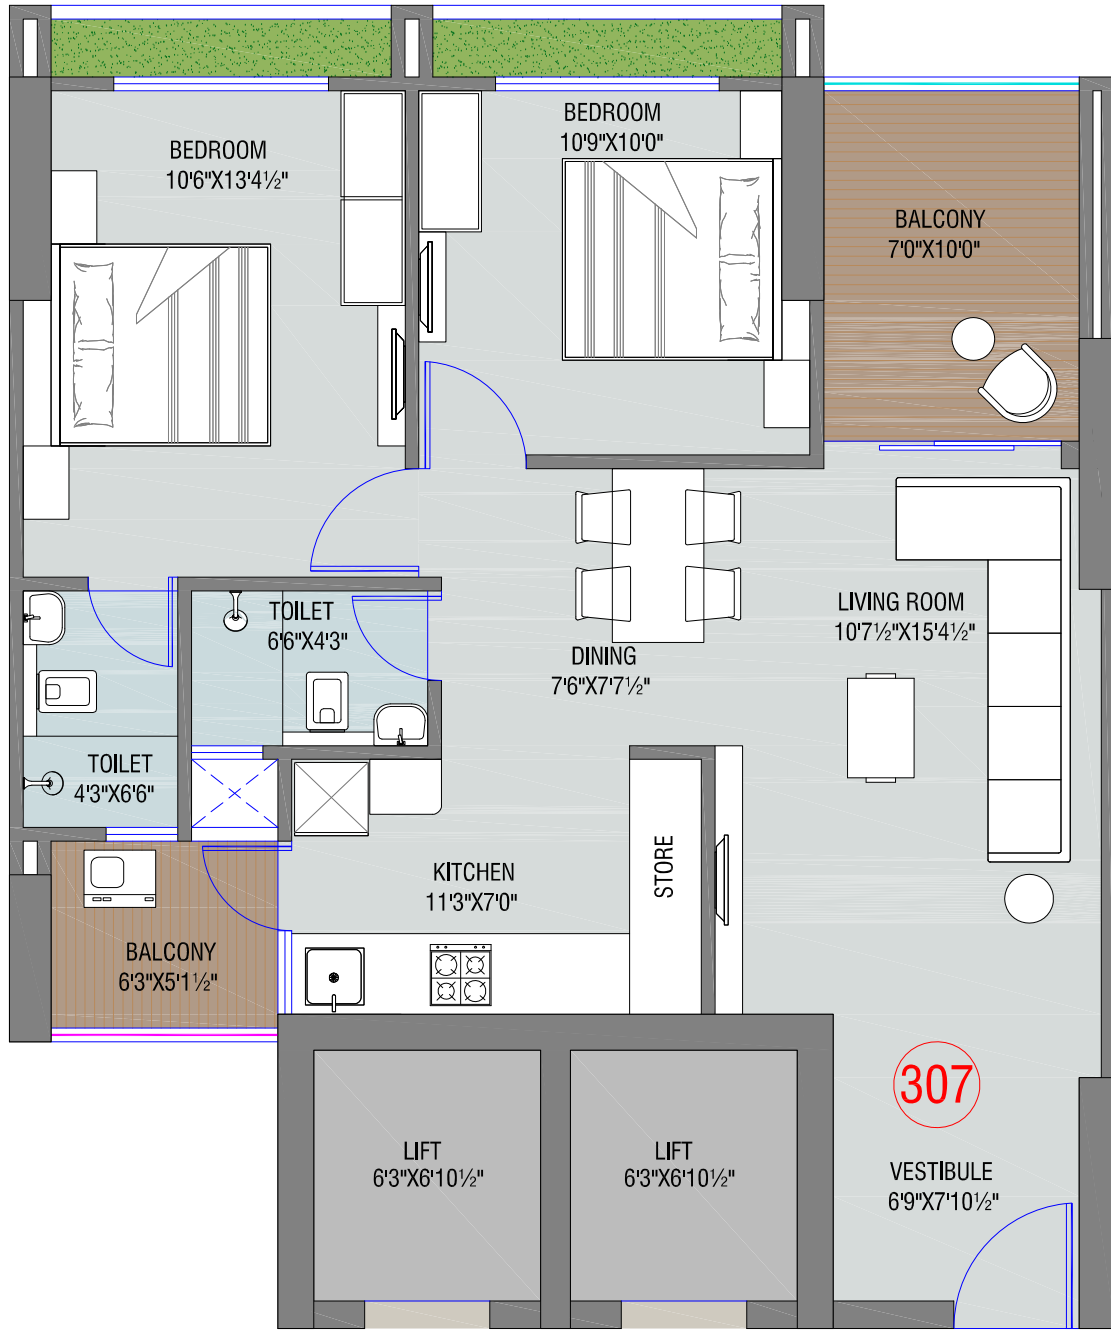 BEDROOM
10'6"X13'4½"
BEDROOM
10'9"X10'0"
BALCONY
7'0"X10'0"
TOILET
6'6"X4'3"
LIVING ROOM
10'7½"X15'4½"
DINING
7'6"X7'7½"
TOILET
4'3"X6'6"
KITCHEN
11'3"X7'0"
STORE
BALCONY
6'3"X5'1½"
307
LIFT
6'3"X6'10½"
LIFT
6'3"X6'10½"
VESTIBULE
6'9"X7'10½"